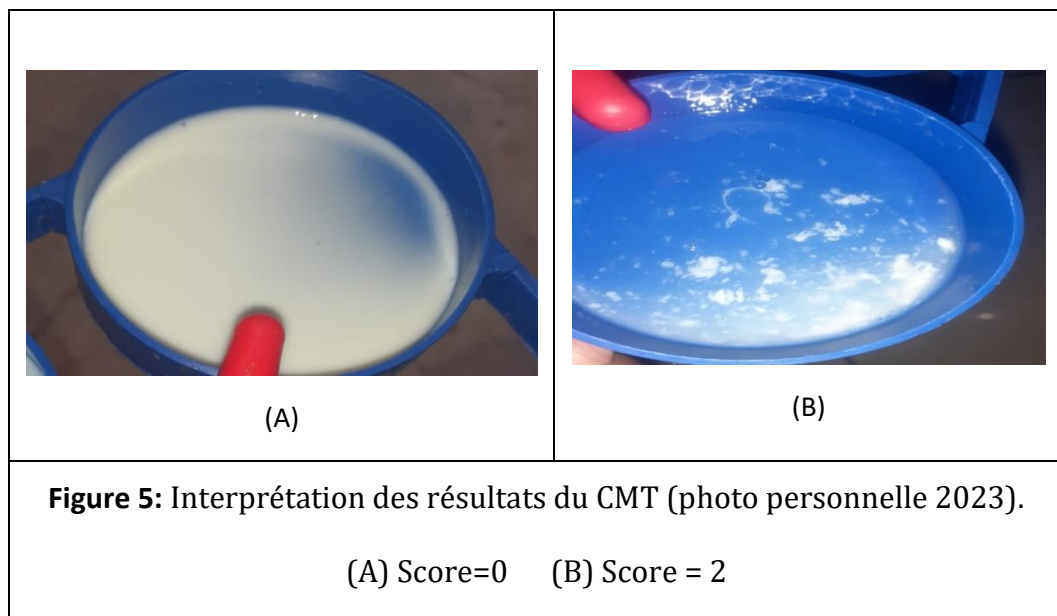 (A)
(B)
Figure 5: Interprétation des résultats du CMT (photo personnelle 2023).
(A) Score=0 (B) Score = 2